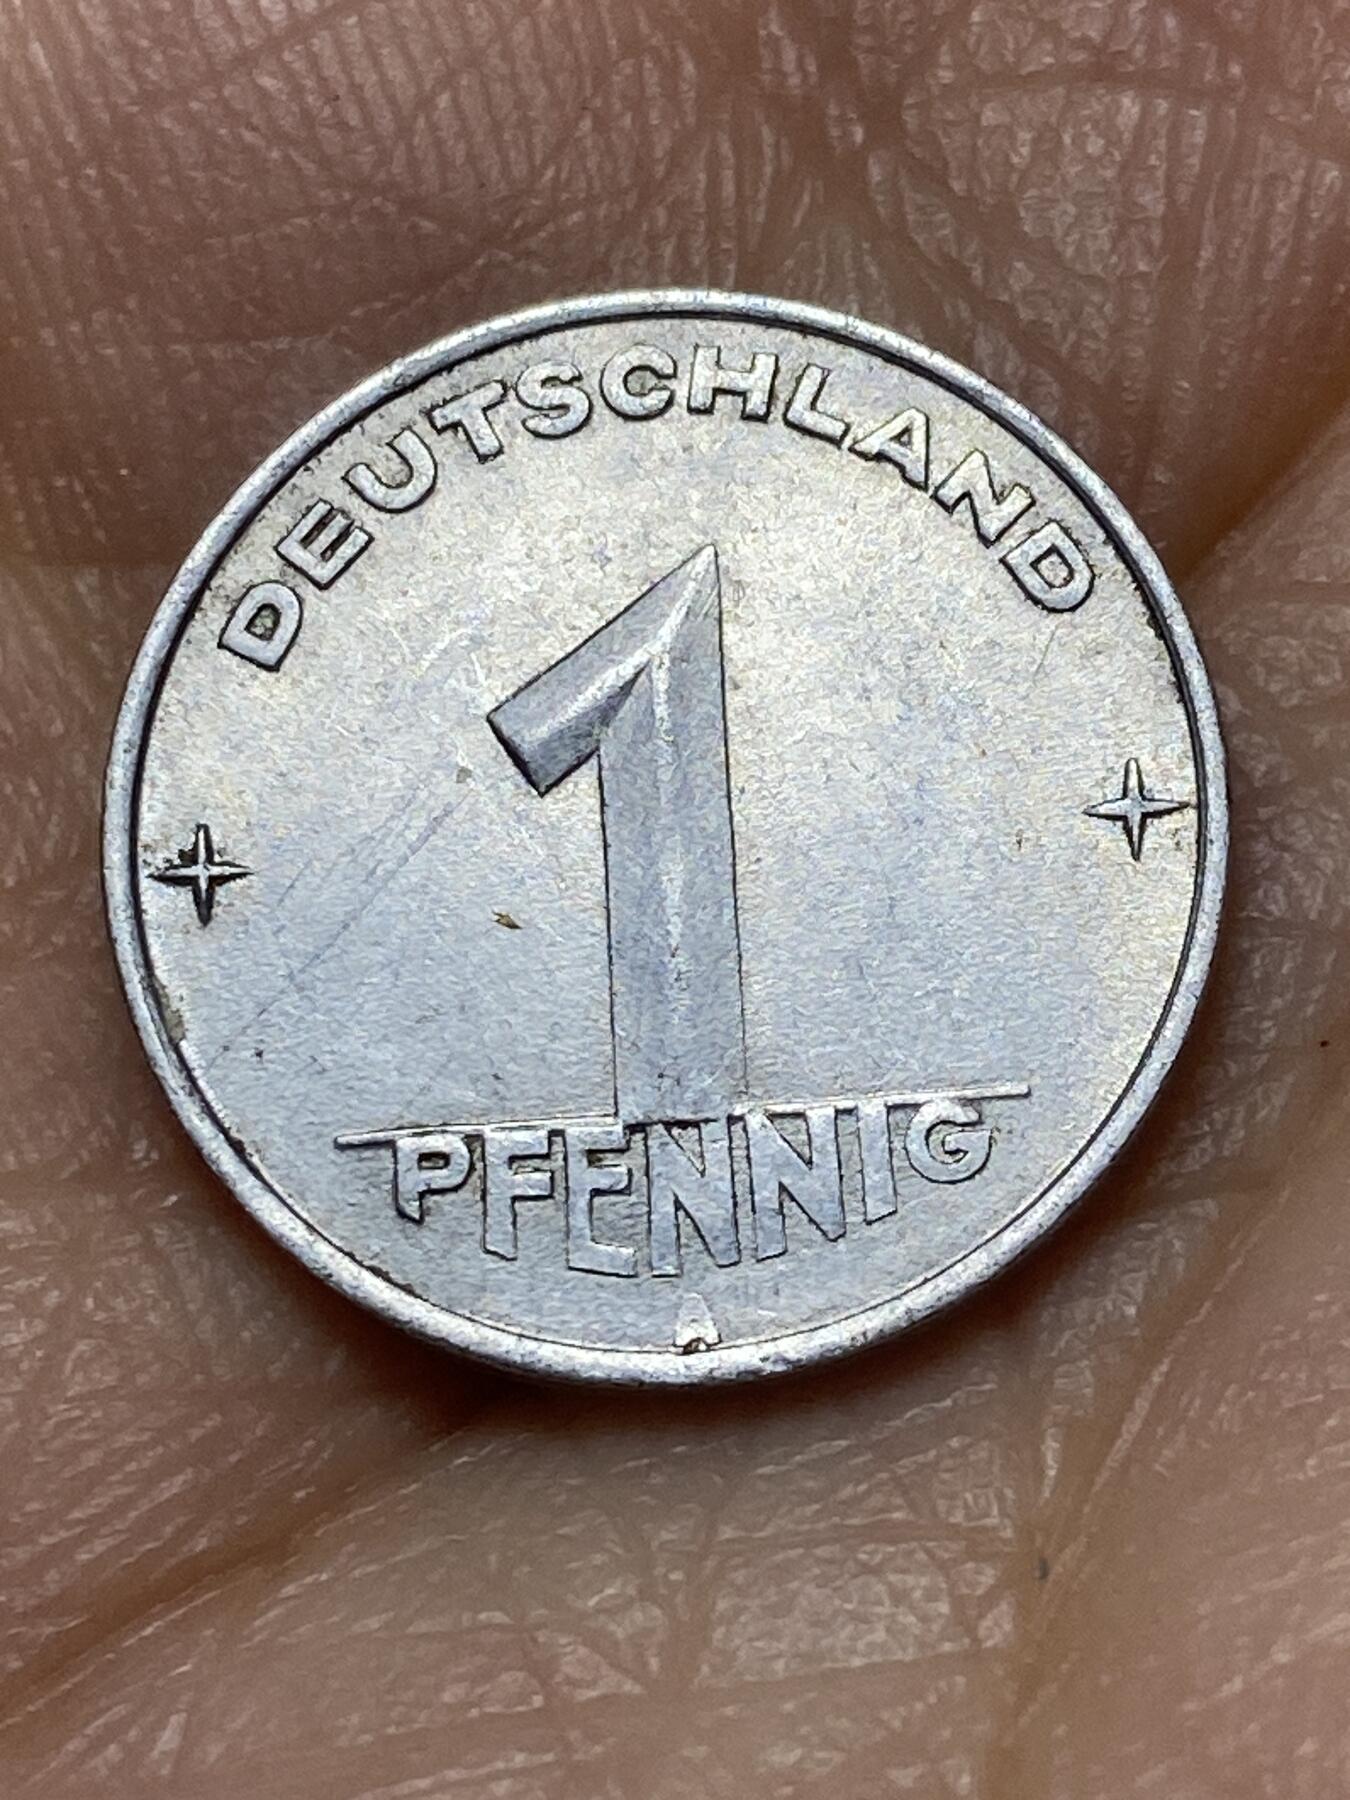 DEUTSCHLAND
1
PFENNIG
A